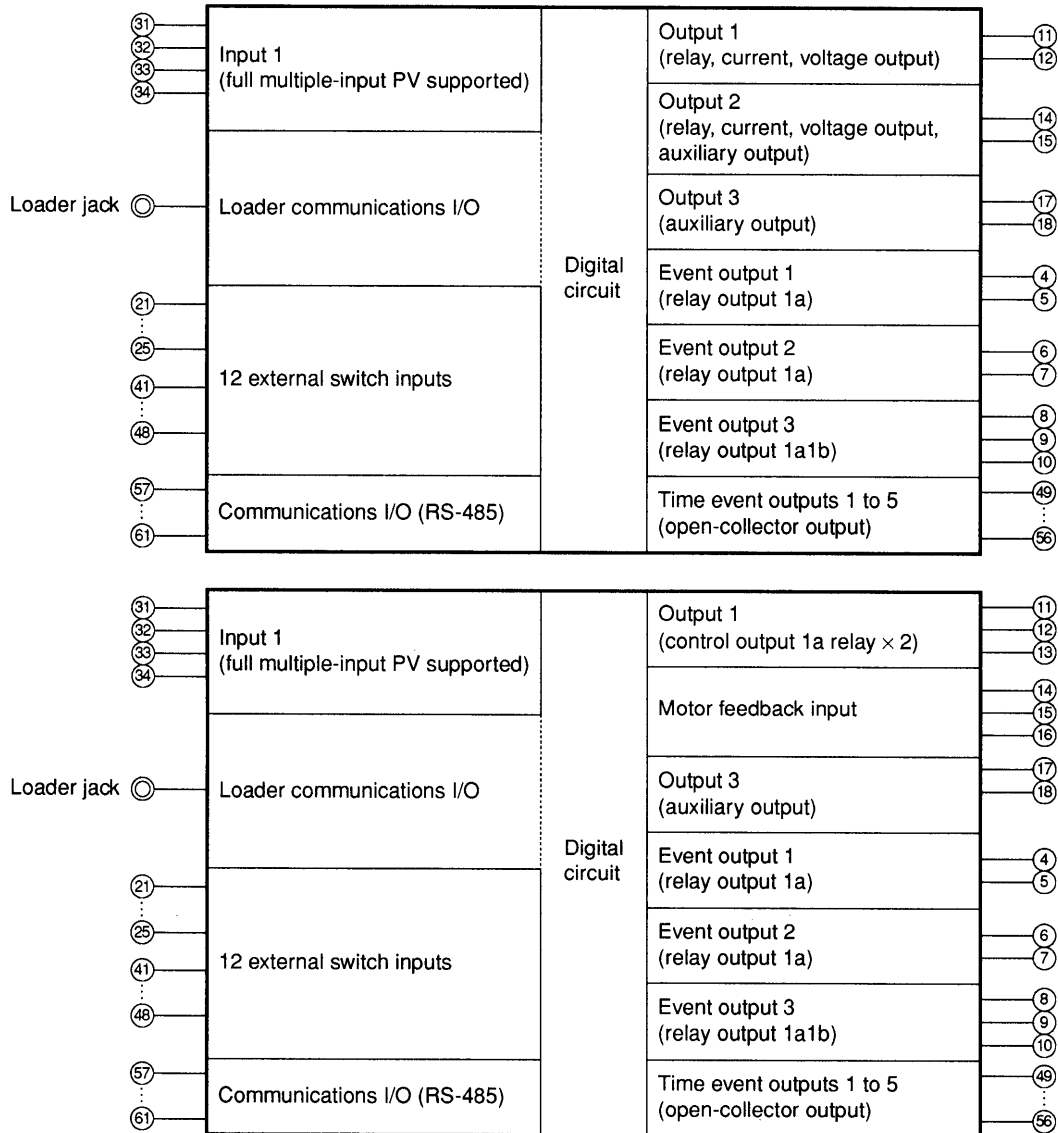 31
32
33
34
Input 1
(full multiple-input PV supported)
Loader jack
Loader communications I/O
21
25
41
48
12 external switch inputs
57
61
Communications I/O (RS-485)
Digital
circuit
Output 1
(relay, current, voltage output)
11
12
Output 2
(relay, current, voltage output,
auxiliary output)
14
15
Output 3
(auxiliary output)
17
18
Event output 1
(relay output 1a)
4
5
Event output 2
(relay output 1a)
6
7
Event output 3
(relay output 1a1b)
8
9
10
Time event outputs 1 to 5
(open-collector output)
49
56
31
32
33
34
Input 1
(full multiple-input PV supported)
Loader jack
Loader communications I/O
21
25
41
48
12 external switch inputs
57
61
Communications I/O (RS-485)
Digital
circuit
Output 1
(control output 1a relay × 2)
11
12
13
Motor feedback input
14
15
16
Output 3
(auxiliary output)
17
18
Event output 1
(relay output 1a)
4
5
Event output 2
(relay output 1a)
6
7
Event output 3
(relay output 1a1b)
8
9
10
Time event outputs 1 to 5
(open-collector output)
49
56